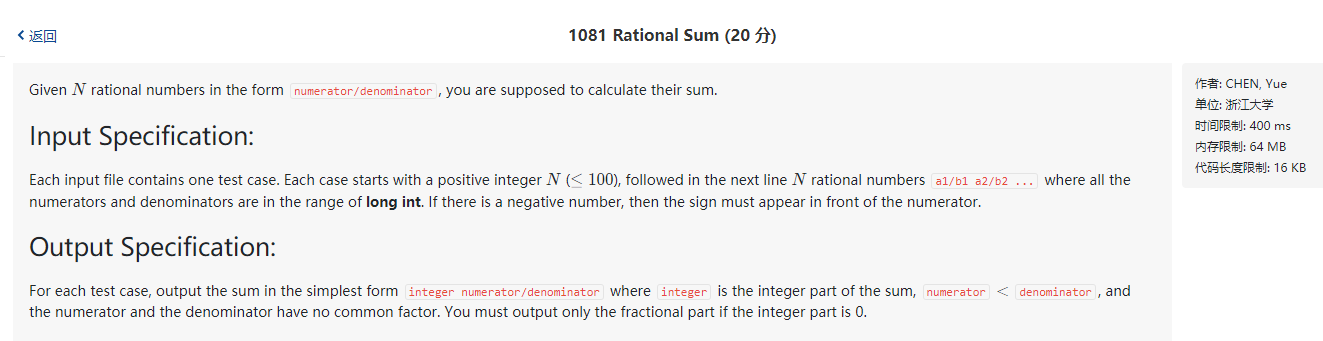 返回
1081 Rational Sum (20 分)
Given N rational numbers in the form numerator/denominator, you are supposed to calculate their sum.
Input Specification:
Each input file contains one test case. Each case starts with a positive integer N (≤ 100), followed in the next line N rational numbers a1/b1 a2/b2 ... where all the
numerators and denominators are in the range of long int. If there is a negative number, then the sign must appear in front of the numerator.
Output Specification:
For each test case, output the sum in the simplest form integer numerator/denominator where integer is the integer part of the sum, numerator < denominator, and
the numerator and the denominator have no common factor. You must output only the fractional part if the integer part is 0.
作者: CHEN, Yue
单位: 浙江大学
时间限制: 400 ms
内存限制: 64 MB
代码长度限制: 16 KB